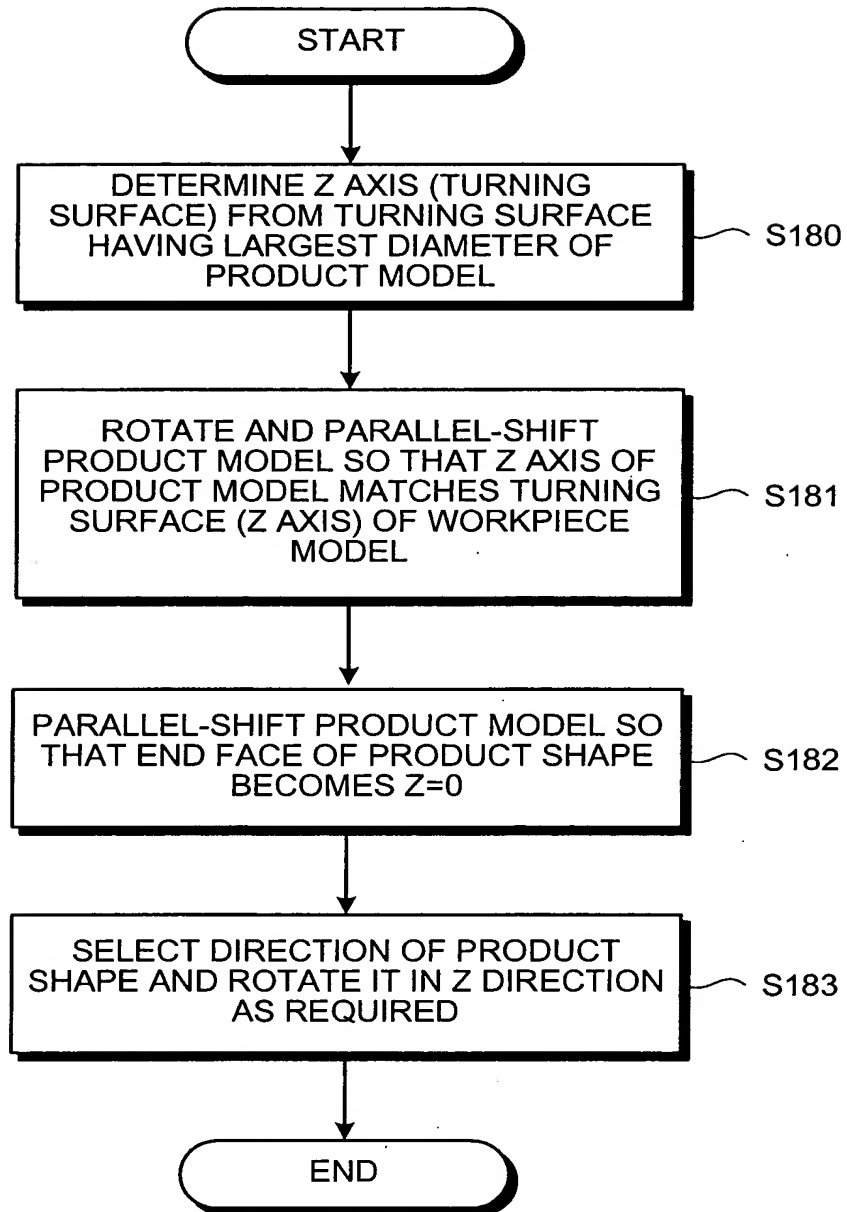 START
DETERMINE Z AXIS (TURNING
SURFACE) FROM TURNING SURFACE
HAVING LARGEST DIAMETER OF
PRODUCT MODEL
S180
ROTATE AND PARALLEL-SHIFT
PRODUCT MODEL SO THAT Z AXIS OF
PRODUCT MODEL MATCHES TURNING
SURFACE (Z AXIS) OF WORKPIECE
MODEL
S181
PARALLEL-SHIFT PRODUCT MODEL SO
THAT END FACE OF PRODUCT SHAPE
BECOMES Z=0
S182
SELECT DIRECTION OF PRODUCT
SHAPE AND ROTATE IT IN Z DIRECTION
AS REQUIRED
S183
END